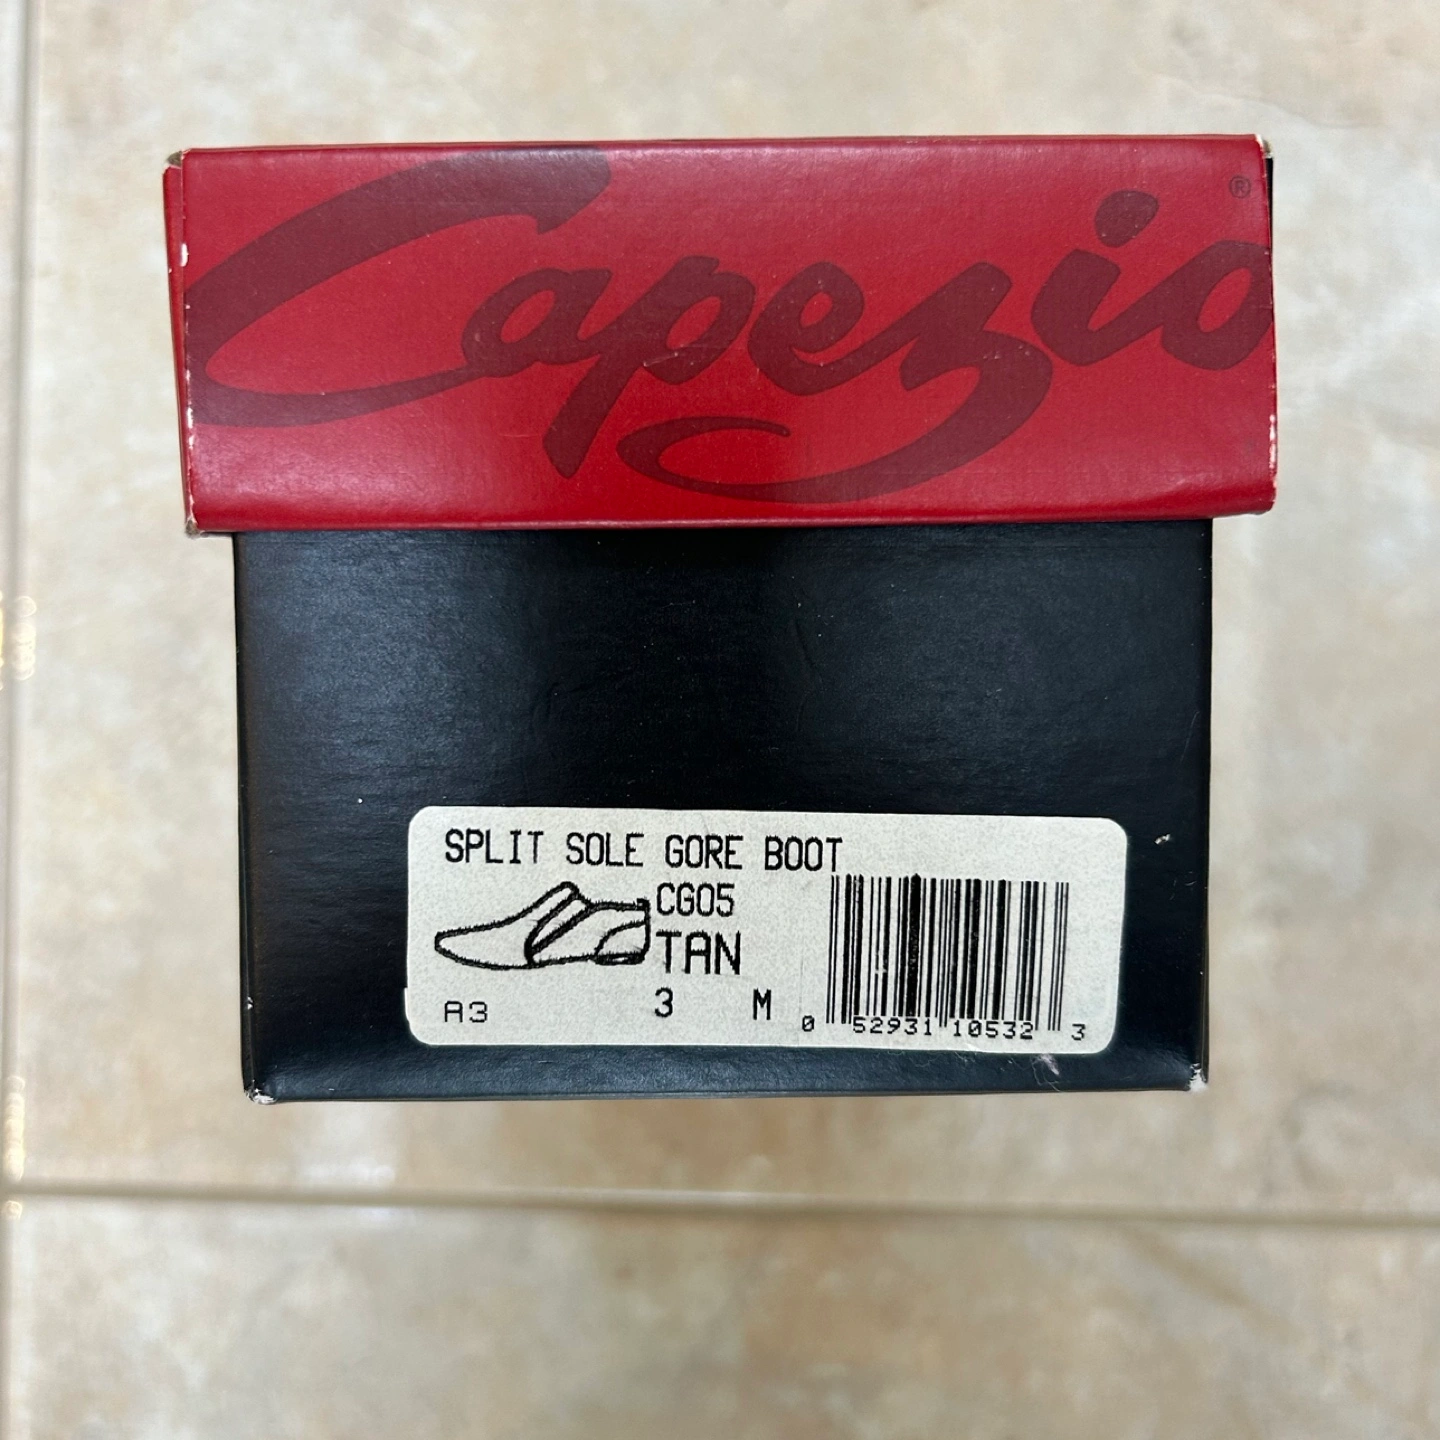 Capezio®
SPLIT SOLE GORE BOOT
CG05
TAN
A3 3 M
0 52931 10532 3